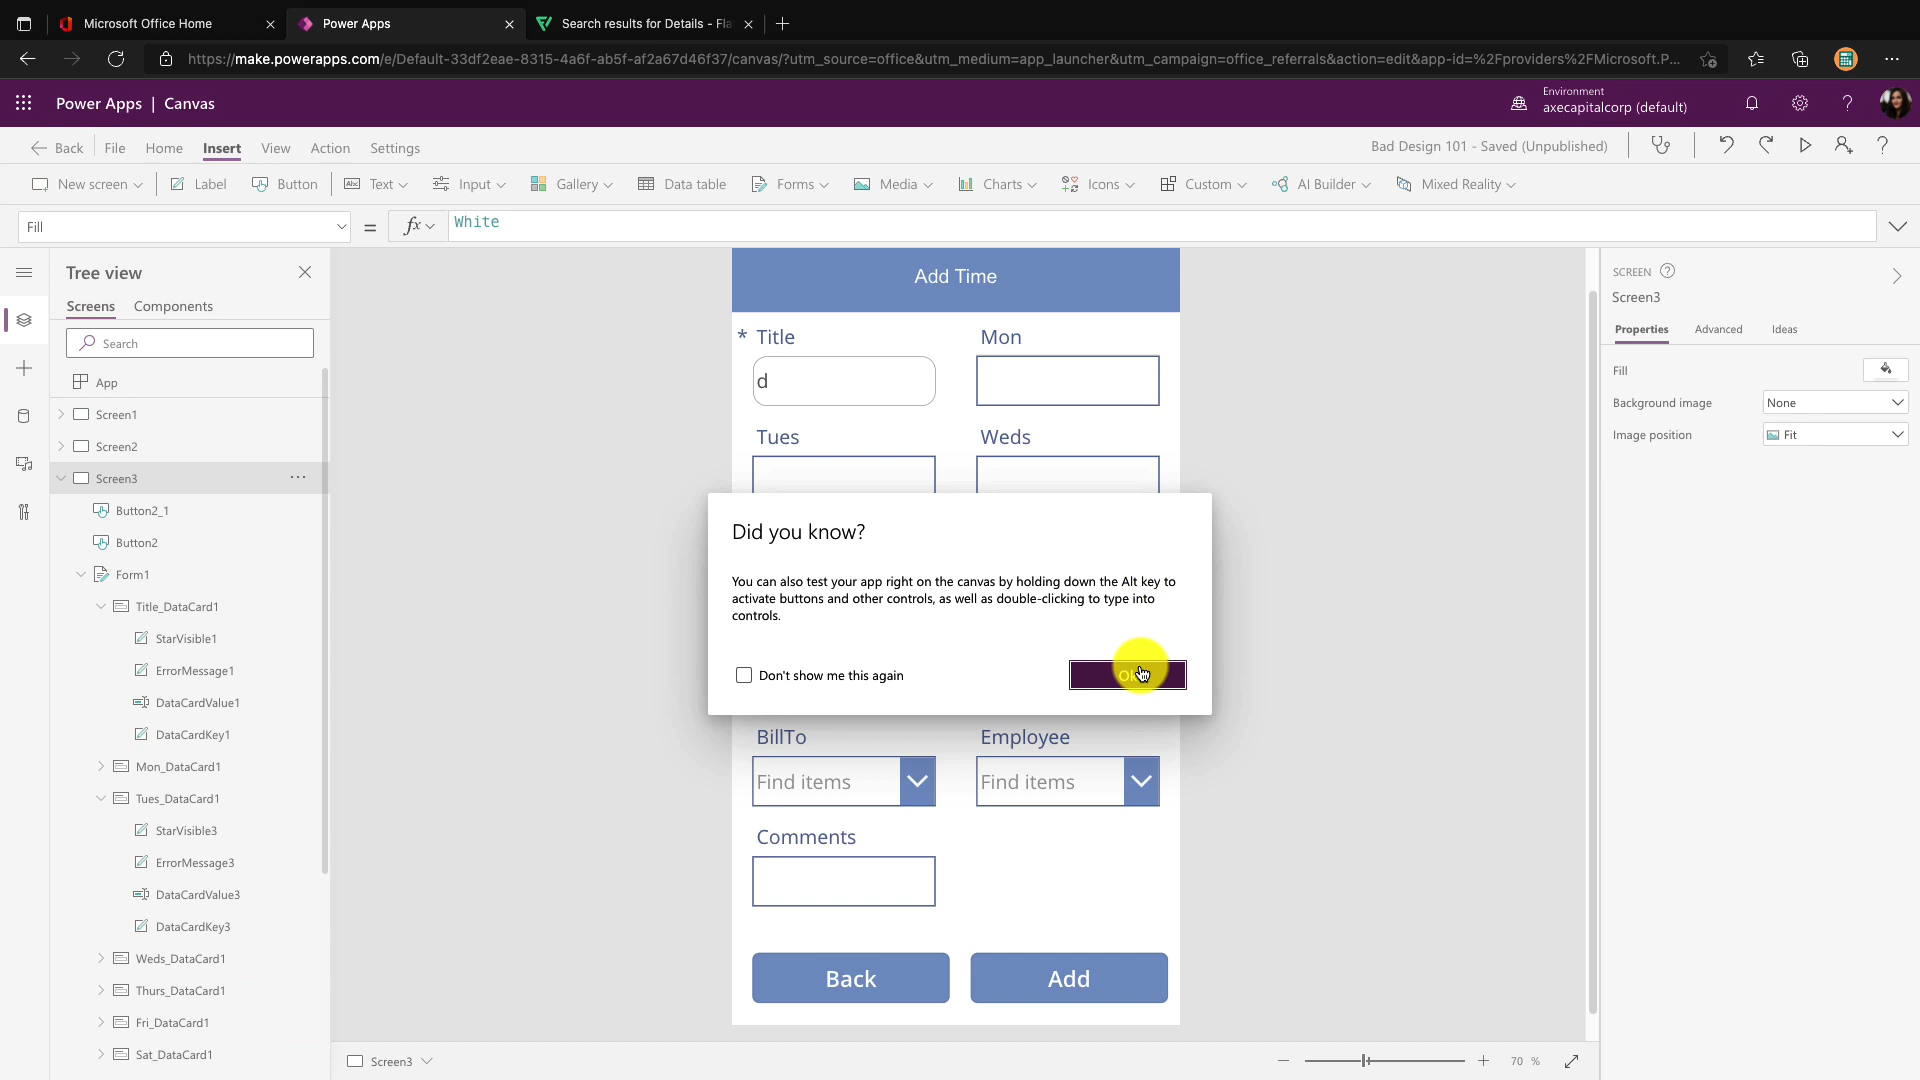 Microsoft Office Home
Power Apps
Search results for Details - Fla
https://make.powerapps.com/e/Default-33df2eae-8315-4a6f-ab5f-af2a67d46f37/canvas/?utm_source=office&utm_medium=app_launcher&utm_campaign=office_referrals&action=edit&app-id=%2Fproviders%2FMicrosoft.P...
Power Apps | Canvas
Environment
axecapitalcorp (default)
Back File Home Insert View Action Settings
Bad Design 101 - Saved (Unpublished)
New screen Label Button Text Input Gallery Data table Forms Media Charts Icons Custom AI Builder Mixed Reality
Fill = fx White
Tree view
Screens Components
Search
App
Screen1
Screen2
Screen3 ...
Button2_1
Button2
Form1
Title_DataCard1
StarVisible1
ErrorMessage1
DataCardValue1
DataCardKey1
Mon_DataCard1
Tues_DataCard1
StarVisible3
ErrorMessage3
DataCardValue3
DataCardKey3
Weds_DataCard1
Thurs_DataCard1
Fri_DataCard1
Sat_DataCard1
Add Time
* Title Mon
d
Tues Weds
Did you know?
You can also test your app right on the canvas by holding down the Alt key to
activate buttons and other controls, as well as double-clicking to type into
controls.
Don't show me this again
BillTo Employee
Find items Find items
Comments
Back Add
Screen3
70 %
SCREEN
Screen3
Properties Advanced Ideas
Fill
Background image None
Image position Fit